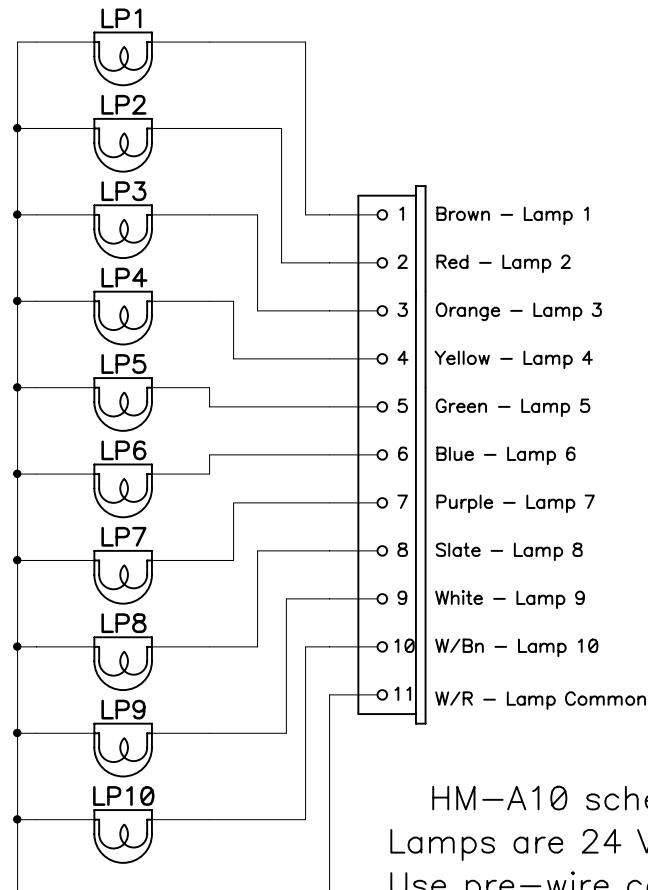 LP1
LP2
LP3
LP4
LP5
LP6
LP7
LP8
LP9
LP10
1 Brown – Lamp 1
2 Red – Lamp 2
3 Orange – Lamp 3
4 Yellow – Lamp 4
5 Green – Lamp 5
6 Blue – Lamp 6
7 Purple – Lamp 7
8 Slate – Lamp 8
9 White – Lamp 9
10 W/Bn – Lamp 10
11 W/R – Lamp Common
HM–A10
Lamps are 24
Use pre–wire